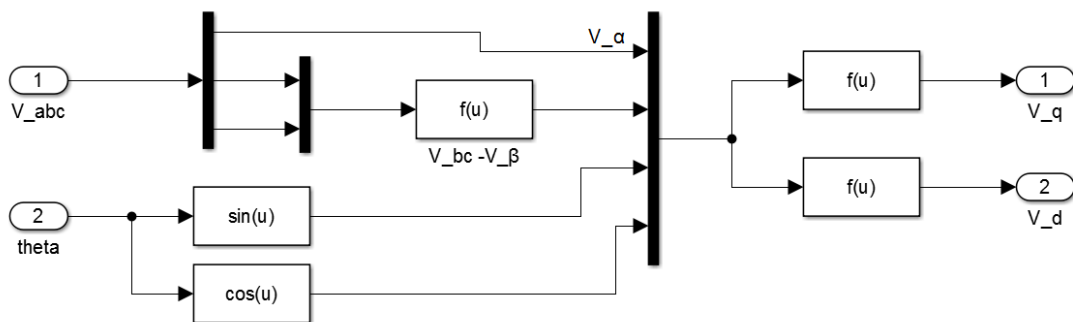 V_α
1
V_abc
f(u)
V_bc -V_β
f(u)
1
V_q
f(u)
2
V_d
2
theta
sin(u)
cos(u)